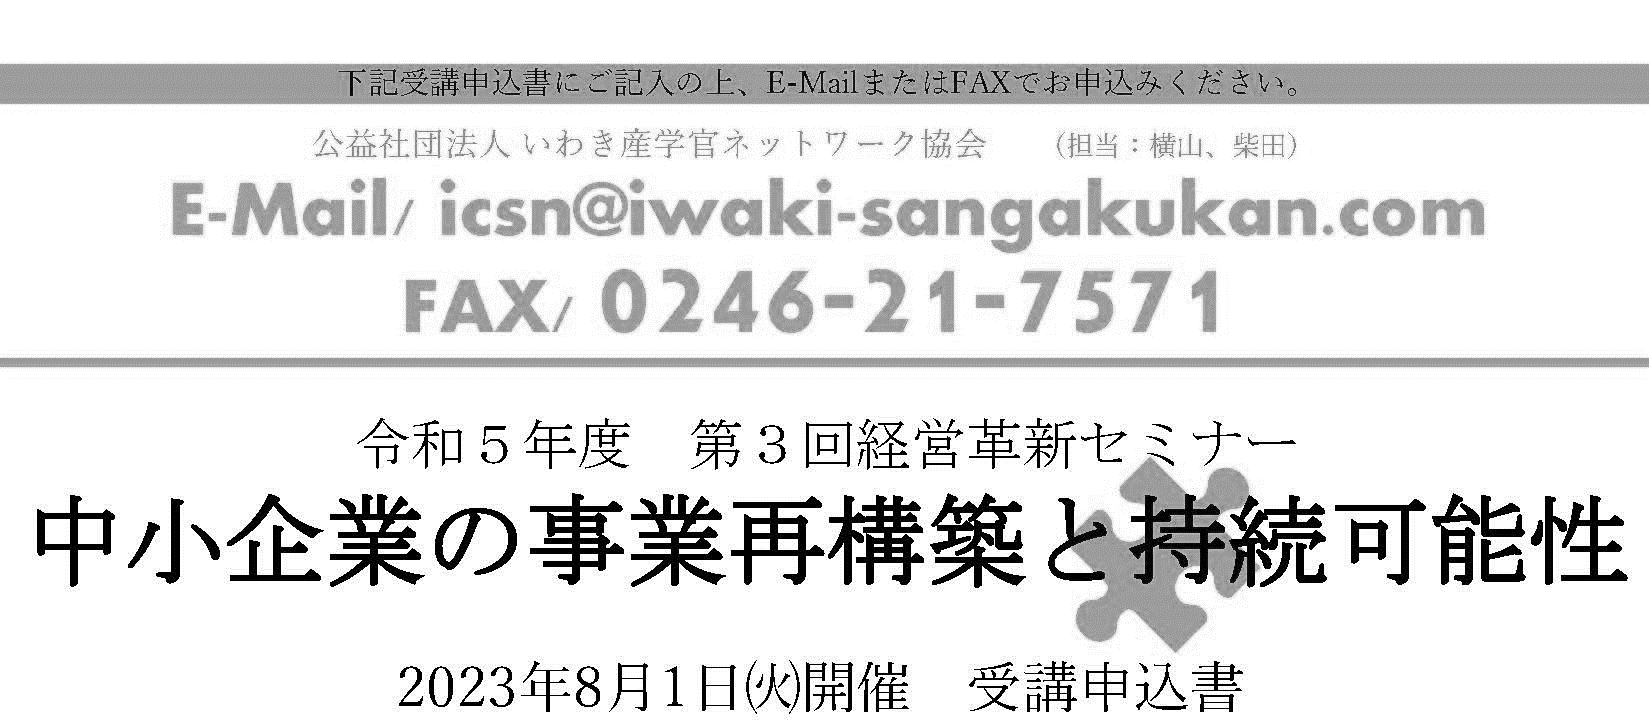 下記受講申込書にご記入の上、E-MailまたはFAXでお申込みください。
公益社団法人 いわき産学官ネットワーク協会　（担当：横山、柴田）
E-Mail/ icsn@iwaki-sangakukan.com
FAX/ 0246-21-7571
令和５年度　第３回経営革新セミナー
中小企業の事業再構築と持続可能性
2023年8月1日㈫開催　受講申込書